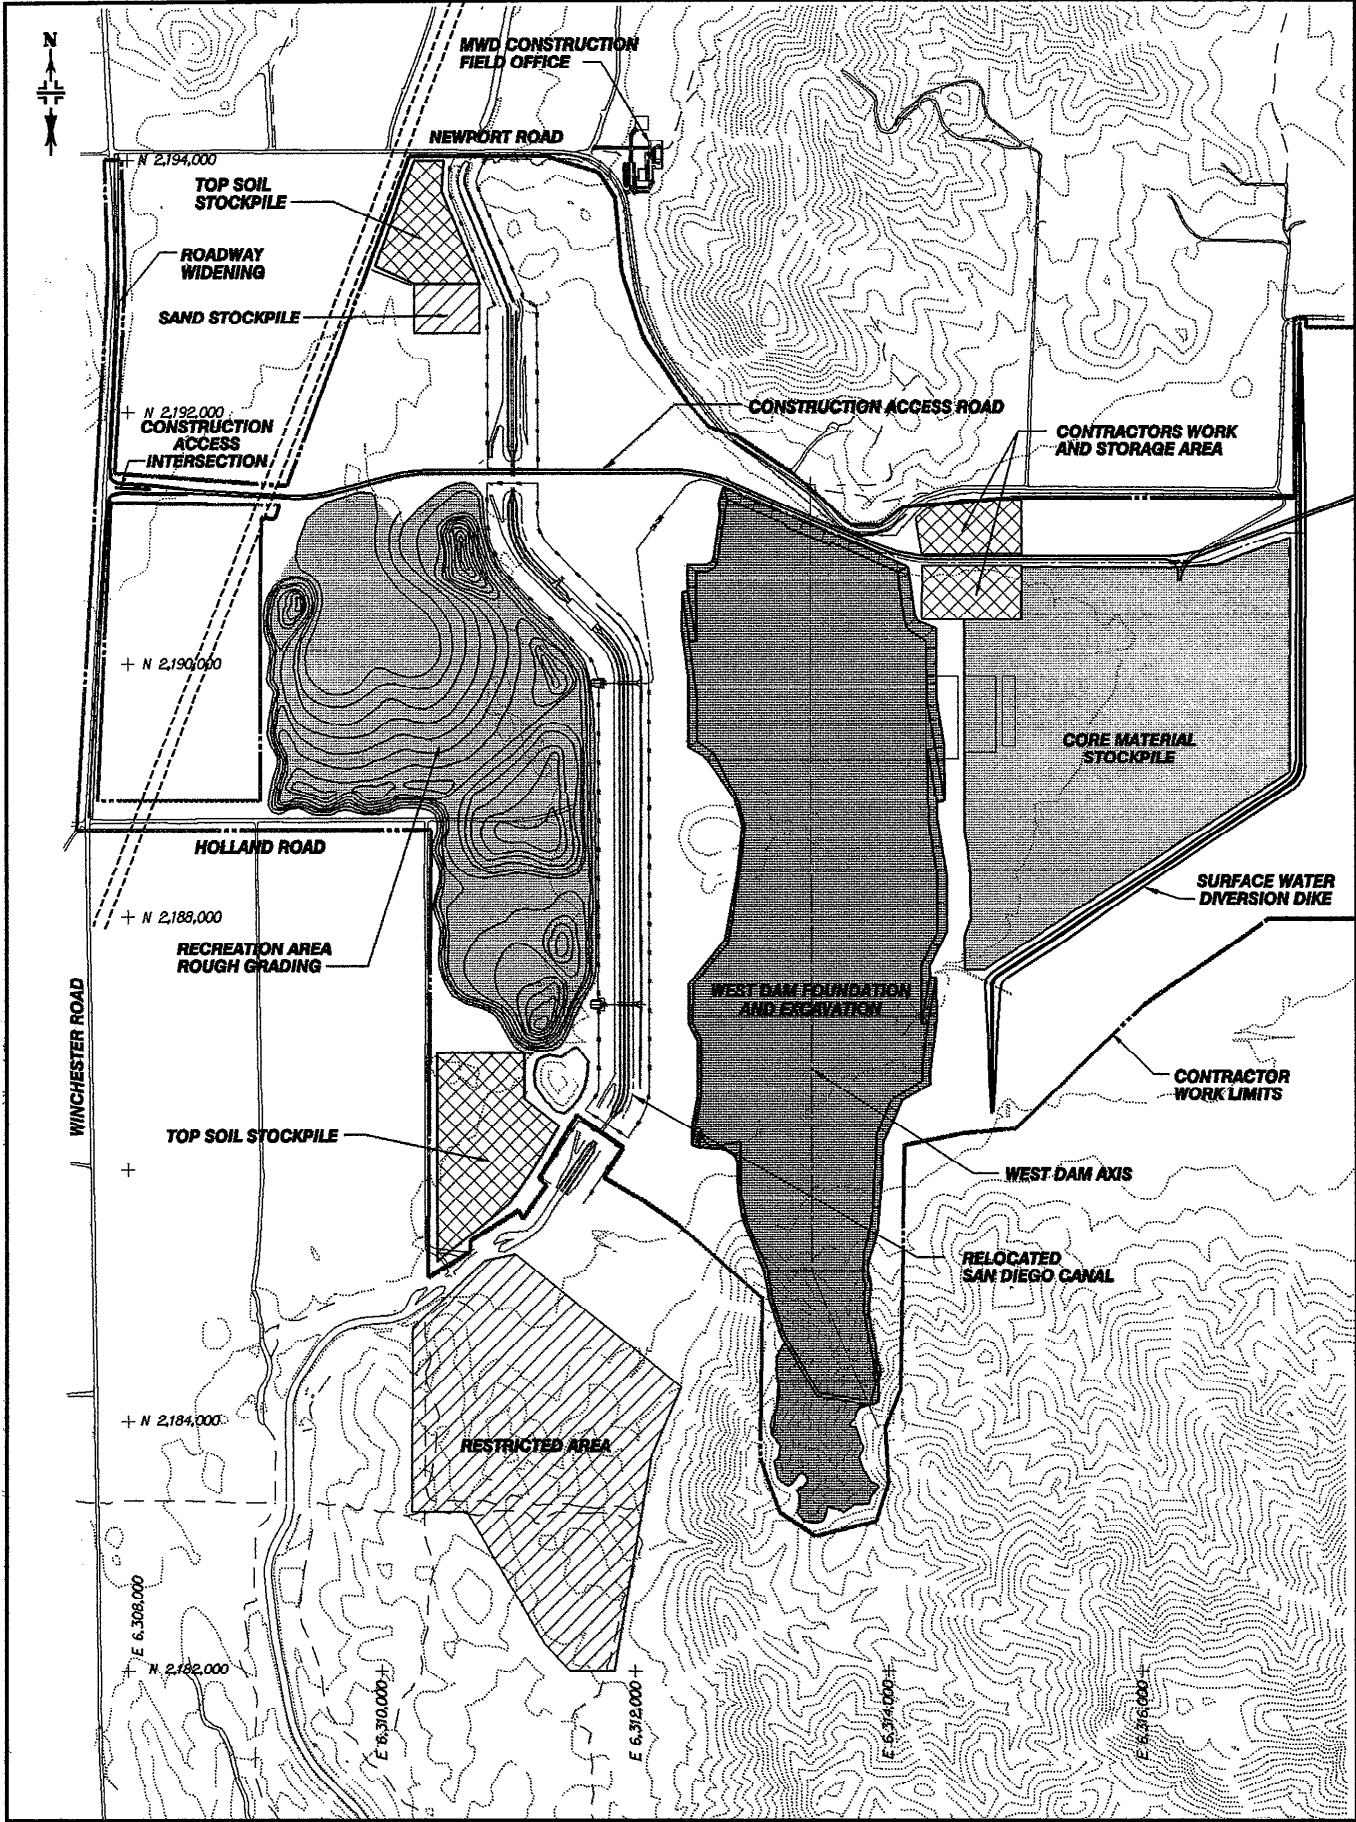 N
MWD CONSTRUCTION
FIELD OFFICE
NEWPORT ROAD
N 2,194,000
TOP SOIL
STOCKPILE
ROADWAY
WIDENING
SAND STOCKPILE
N 2,192,000
CONSTRUCTION
ACCESS
INTERSECTION
CONSTRUCTION ACCESS ROAD
CONTRACTORS WORK
AND STORAGE AREA
N 2,190,000
CORE MATERIAL
STOCKPILE
HOLLAND ROAD
SURFACE WATER
DIVERSION DIKE
N 2,188,000
RECREATION AREA
ROUGH GRADING
WEST DAM FOUNDATION
AND EXCAVATION
WINCHESTER ROAD
CONTRACTOR
WORK LIMITS
TOP SOIL STOCKPILE
WEST DAM AXIS
RELOCATED
SAN DIEGO CANAL
N 2,184,000
RESTRICTED AREA
E 6,308,000
N 2,182,000
E 6,310,000
E 6,312,000
E 6,314,000
E 6,316,000